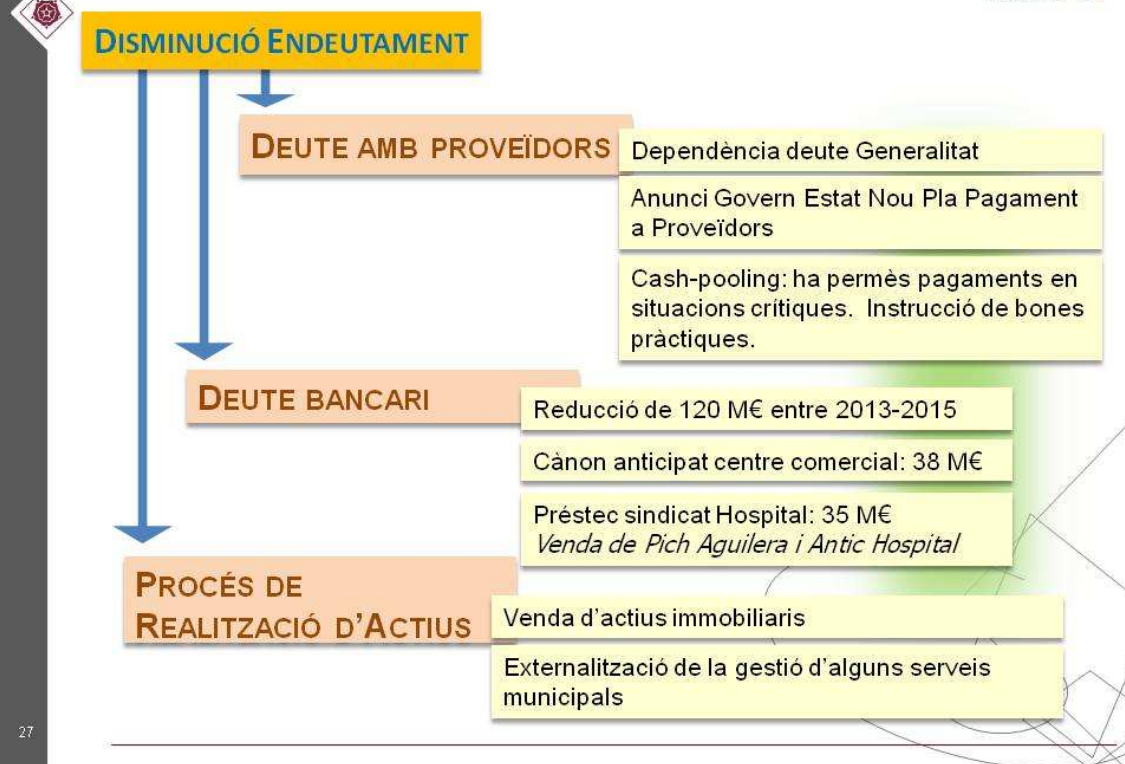 DISMINUCIÓ ENDEUTAMENT
DEUTE AMB PROVEÏDORS
Dependència deute Generalitat
Anunci Govern Estat Nou Pla Pagament
a Proveïdors
Cash-pooling: ha permès pagaments en
situacions crítiques. Instrucció de bones
pràctiques.
DEUTE BANCARI
Reducció de 120 M€ entre 2013-2015
Cànon anticipat centre comercial: 38 M€
Préstec sindicat Hospital: 35 M€
Venda de Pich Aguilera i Antic Hospital
PROCÉS DE
REALITZACIÓ D'ACTIUS
Venda d'actius immobiliaris
Externalització de la gestió d'alguns serveis
municipals
27